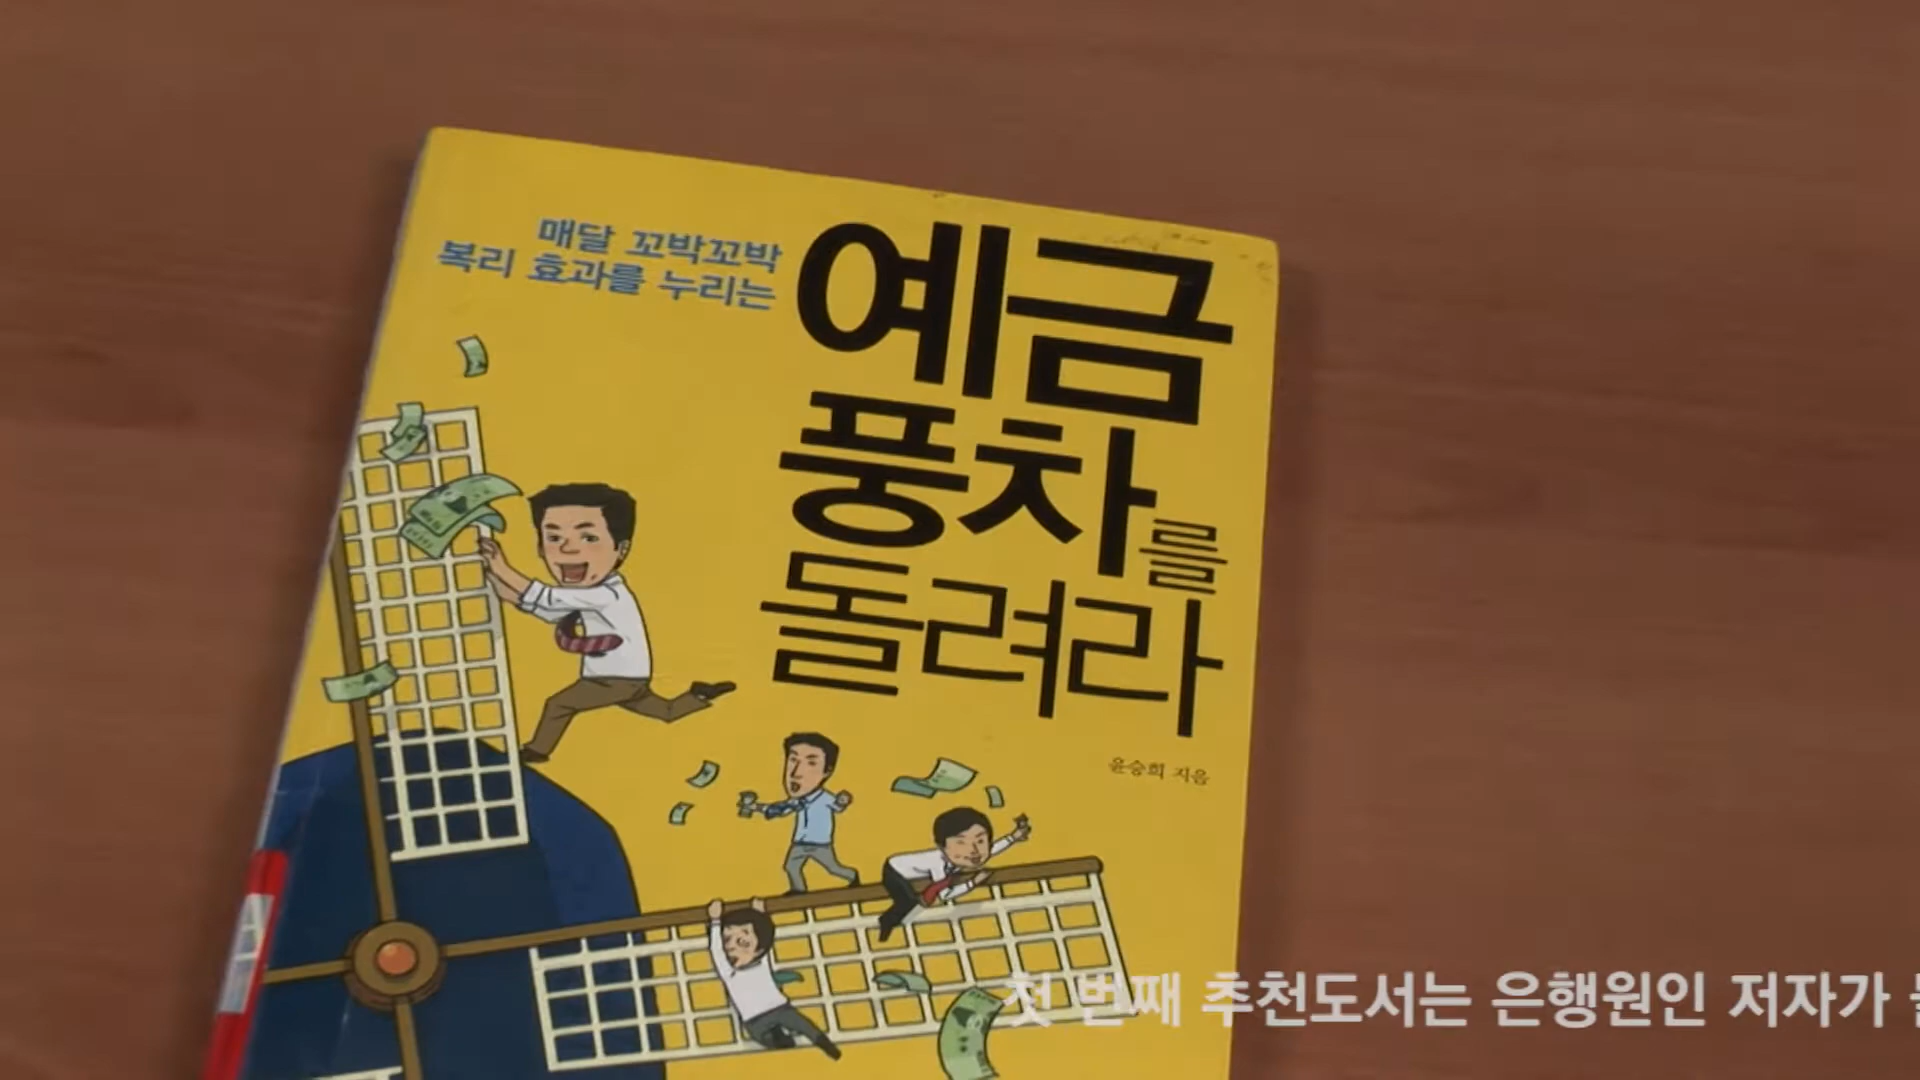 매달 꼬박꼬박
복리 효과를 누리는
예금
풍차를
돌려라
윤승희 지음
첫 번째 추천도서는 은행원인 저자가